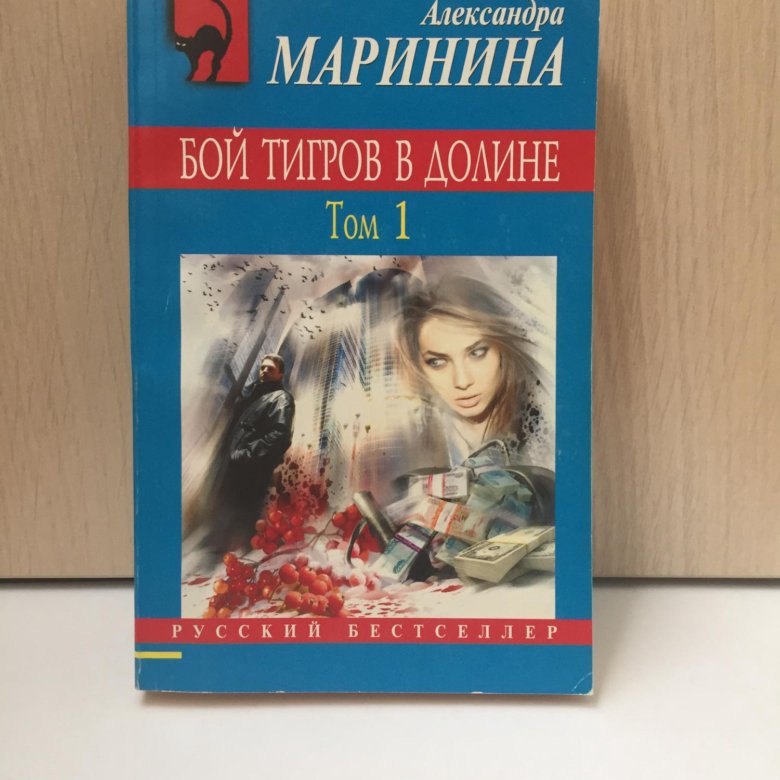 Александра
МАРИНИНА
БОЙ ТИГРОВ В ДОЛИНЕ
Том 1
РУССКИЙ БЕСТСЕЛЛЕР